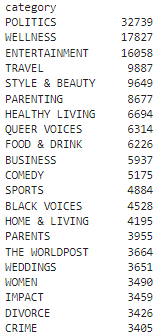 category
POLITICS 32739
WELLNESS 17827
ENTERTAINMENT 16058
TRAVEL 9887
STYLE & BEAUTY 9649
PARENTING 8677
HEALTHY LIVING 6694
QUEER VOICES 6314
FOOD & DRINK 6226
BUSINESS 5937
COMEDY 5175
SPORTS 4884
BLACK VOICES 4528
HOME & LIVING 4195
PARENTS 3955
THE WORLDPOST 3664
WEDDINGS 3651
WOMEN 3490
IMPACT 3459
DIVORCE 3426
CRIME 3405